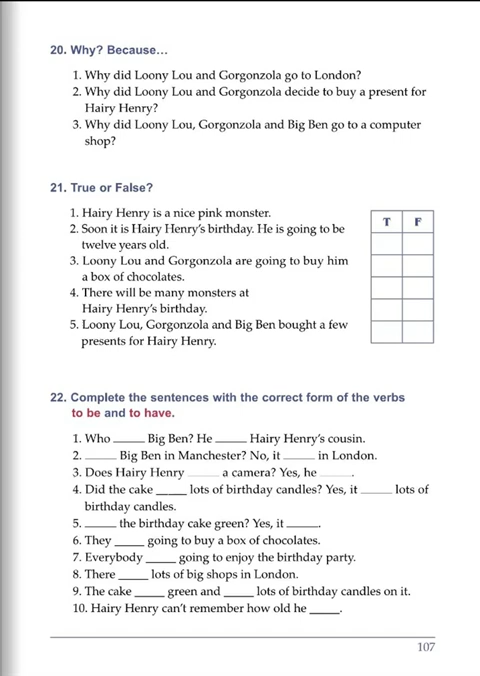 20. Why? Because…
1. Why did Loony Lou and Gorgonzola go to London?
2. Why did Loony Lou and Gorgonzola decide to buy a present for
Hairy Henry?
3. Why did Loony Lou, Gorgonzola and Big Ben go to a computer
shop?
21. True or False?
1. Hairy Henry is a nice pink monster.
2. Soon it is Hairy Henry's birthday. He is going to be
twelve years old.
3. Loony Lou and Gorgonzola are going to buy him
a box of chocolates.
4. There will be many monsters at
Hairy Henry's birthday.
5. Loony Lou, Gorgonzola and Big Ben bought a few
presents for Hairy Henry.
T F
22. Complete the sentences with the correct form of the verbs
to be and to have.
1. Who _____ Big Ben? He _____ Hairy Henry's cousin.
2. _____ Big Ben in Manchester? No, it _____ in London.
3. Does Hairy Henry _____ a camera? Yes, he _____.
4. Did the cake _____ lots of birthday candles? Yes, it _____ lots of
birthday candles.
5. _____ the birthday cake green? Yes, it _____.
6. They _____ going to buy a box of chocolates.
7. Everybody _____ going to enjoy the birthday party.
8. There _____ lots of big shops in London.
9. The cake _____ green and _____ lots of birthday candles on it.
10. Hairy Henry can't remember how old he _____.
107